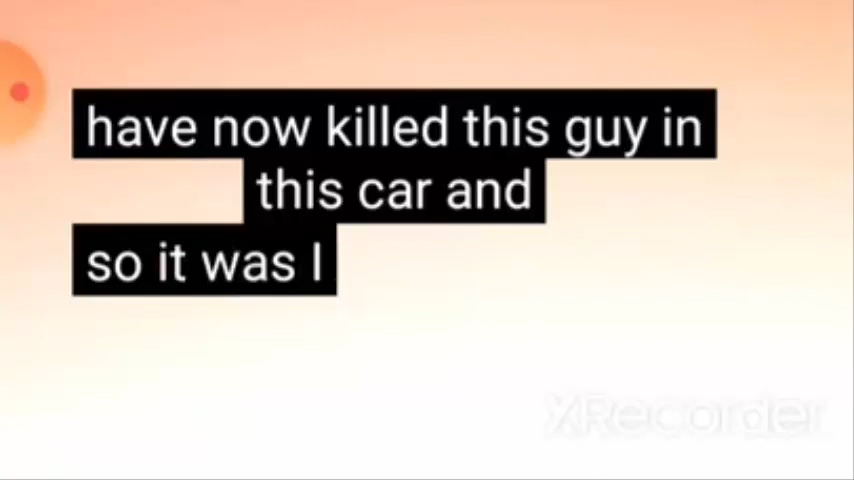 have now killed this guy in
this car and
so it was I
XRecorder